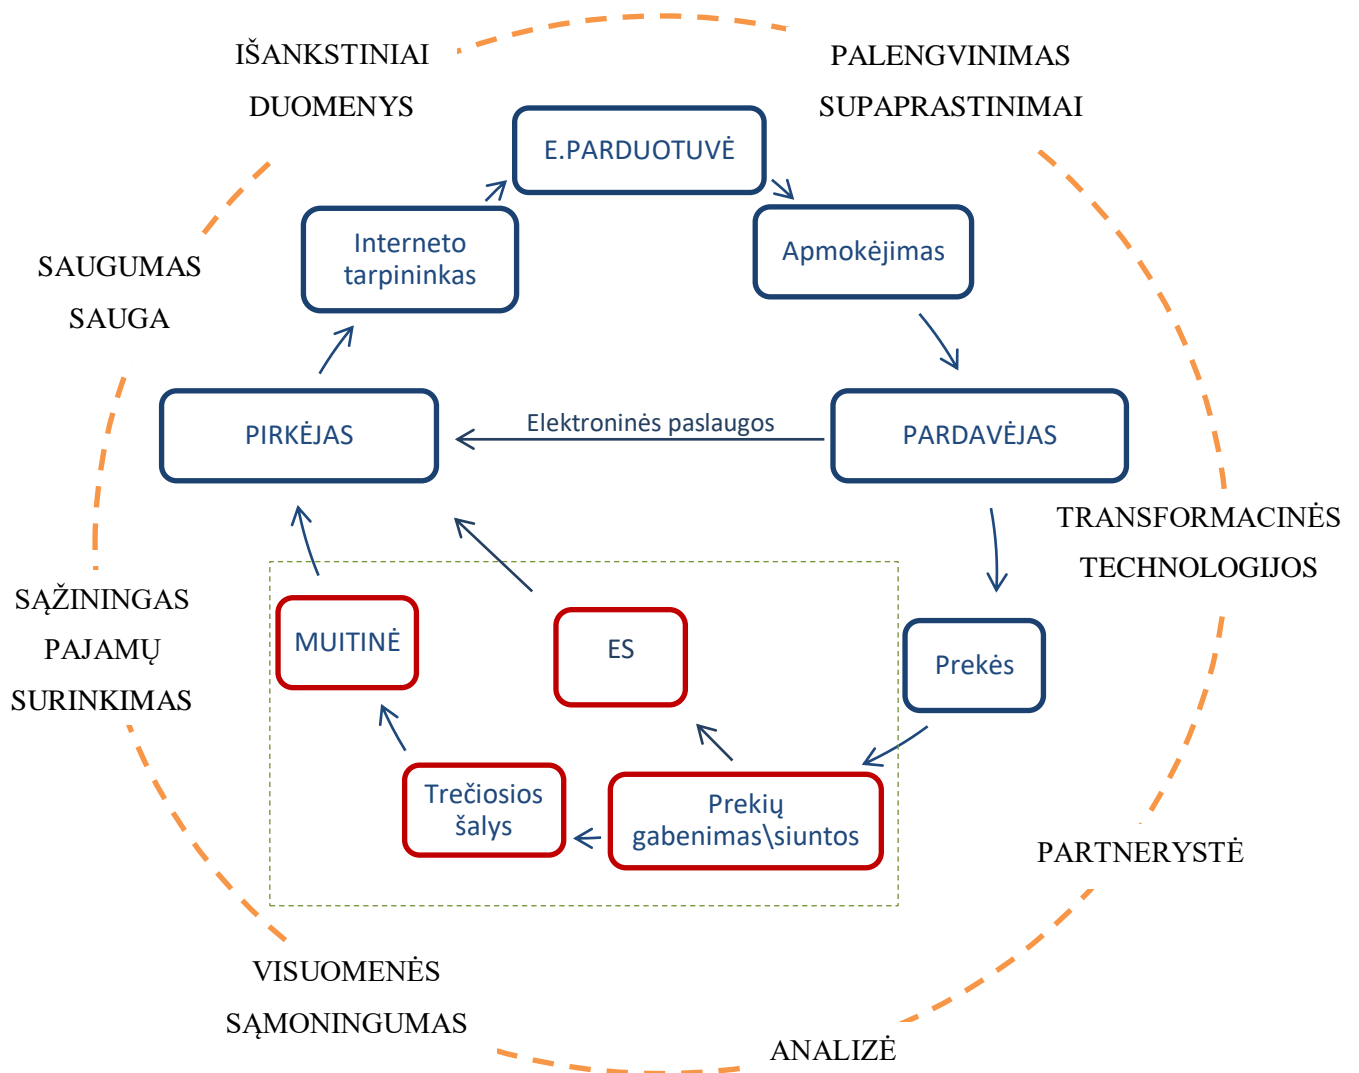 IŠANKSTINIAI
DUOMENYS
PALENGVINIMAS
SUPAPRASTINIMAI
E.PARDUOTUVĖ
Interneto
tarpininkas
Apmokėjimas
SAUGUMAS
SAUGA
PIRKĖJAS
Elektroninės paslaugos
PARDAVĖJAS
TRANSFORMACINĖS
TECHNOLOGIJOS
SĄŽININGAS
PAJAMŲ
SURINKIMAS
MUITINĖ
ES
Prekės
Trečiosios
šalys
Prekių
gabenimas\siuntos
PARTNERYSTĖ
VISUOMENĖS
SĄMONINGUMAS
ANALIZĖ